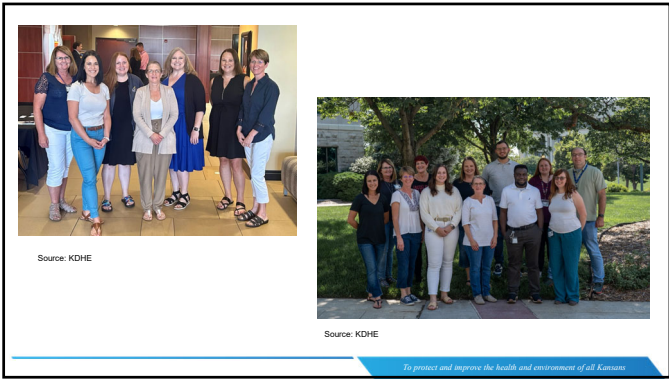 Source: KDHE
Source: KDHE
To protect and improve the health and environment of all Kansans